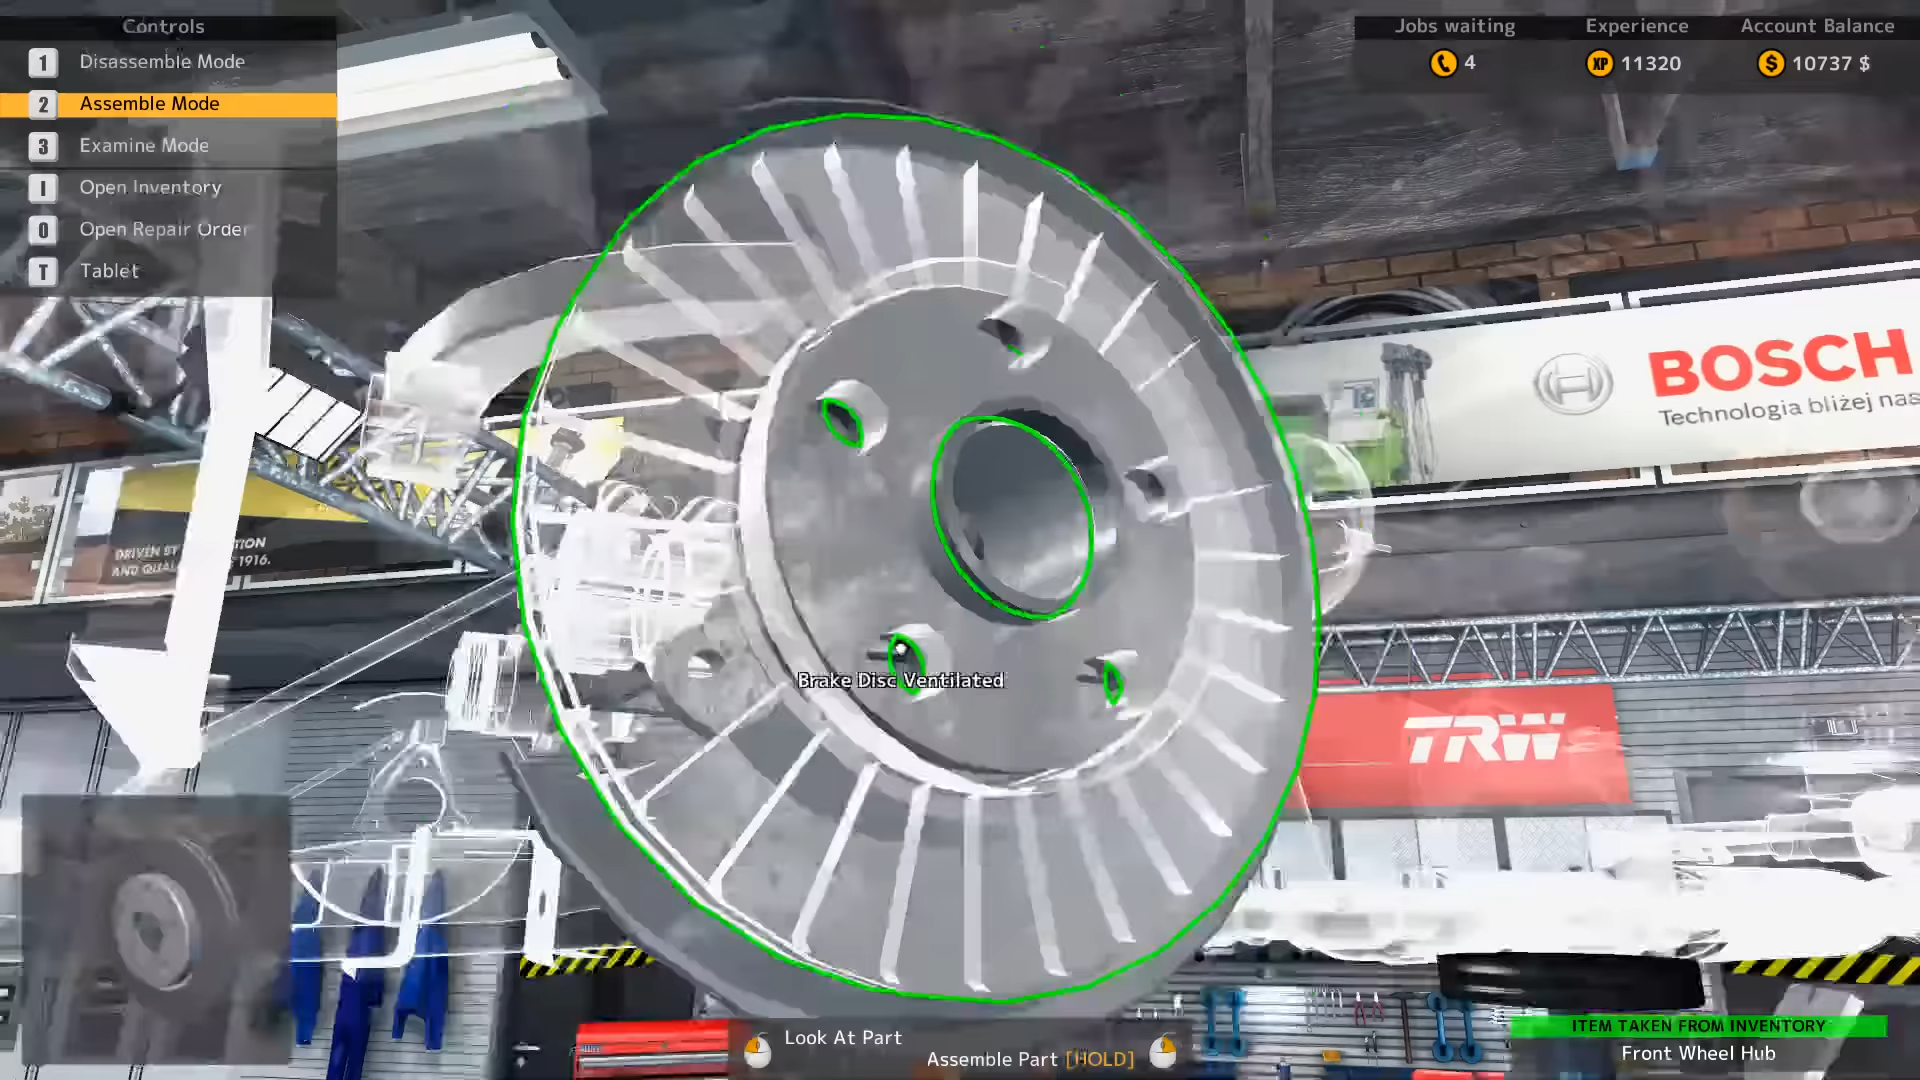 Controls
1 Disassemble Mode
2 Assemble Mode
3 Examine Mode
I Open Inventory
O Open Repair Order
T Tablet
Jobs waiting
4
Experience
XP 11320
Account Balance
$ 10737 $
BOSCH
Technologia bliżej nas
DRIVEN BY
TION
AND QUAL
1916.
Brake Disc Ventilated
TRW
Look At Part
Assemble Part [HOLD]
ITEM TAKEN FROM INVENTORY
Front Wheel Hub